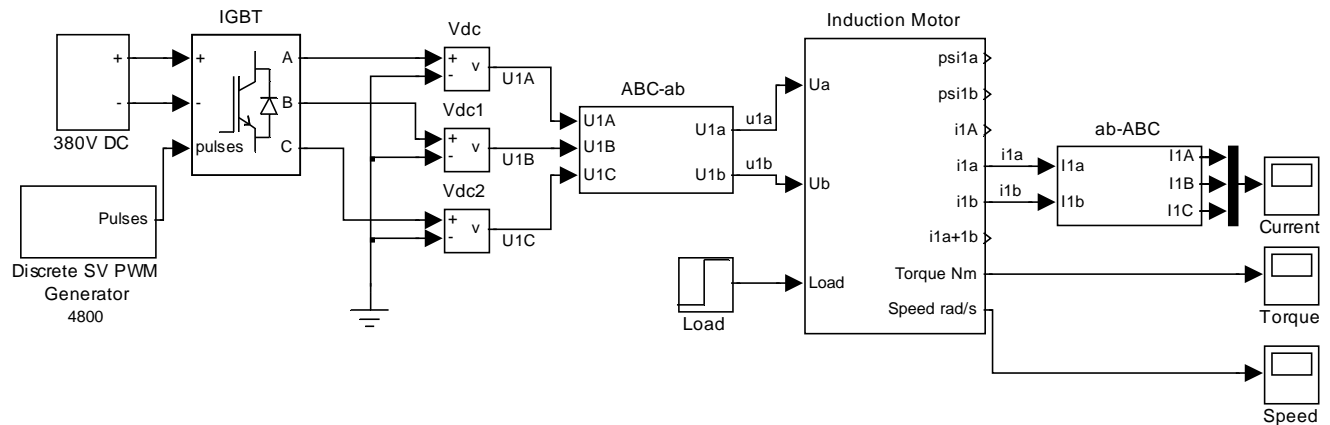 IGBT
+
-
380V DC
+
-
pulses
A
B
C
Pulses
Discrete SV PWM
Generator
4800
Vdc
+
-
v
U1A
Vdc1
+
-
v
U1B
Vdc2
+
-
v
U1C
ABC-ab
U1A
U1B
U1C
U1a
U1b
u1a
u1b
Load
Induction Motor
Ua
Ub
Load
psi1a
psi1b
i1A
i1a
i1b
i1a+1b
Torque Nm
Speed rad/s
i1a
i1b
ab-ABC
I1a
I1b
I1A
I1B
I1C
Current
Torque
Speed